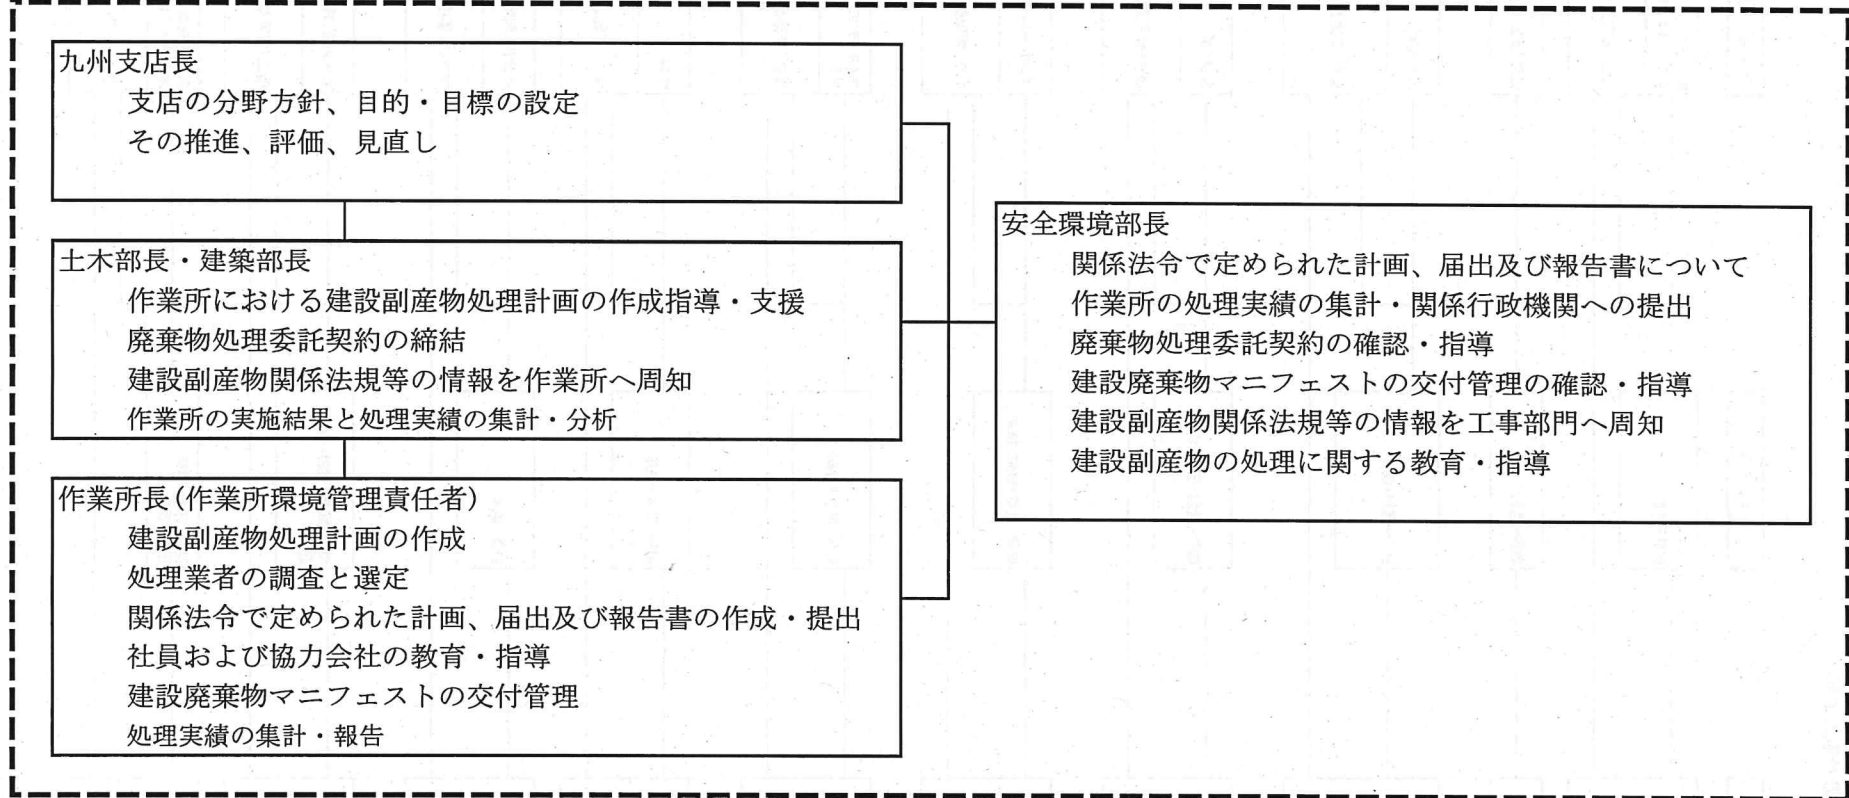 九州支店長
支店の分野方針、目的・目標の設定
その推進、評価、見直し
土木部長・建築部長
作業所における建設副産物処理計画の作成指導・支援
廃棄物処理委託契約の締結
建設副産物関係法規等の情報を作業所へ周知
作業所の実施結果と処理実績の集計・分析
作業所長(作業所環境管理責任者)
建設副産物処理計画の作成
処理業者の調査と選定
関係法令で定められた計画、届出及び報告書の作成・提出
社員および協力会社の教育・指導
建設廃棄物マニフェストの交付管理
処理実績の集計・報告
安全環境部長
関係法令で定められた計画、届出及び報告書について
作業所の処理実績の集計・関係行政機関への提出
廃棄物処理委託契約の確認・指導
建設廃棄物マニフェストの交付管理の確認・指導
建設副産物関係法規等の情報を工事部門へ周知
建設副産物の処理に関する教育・指導